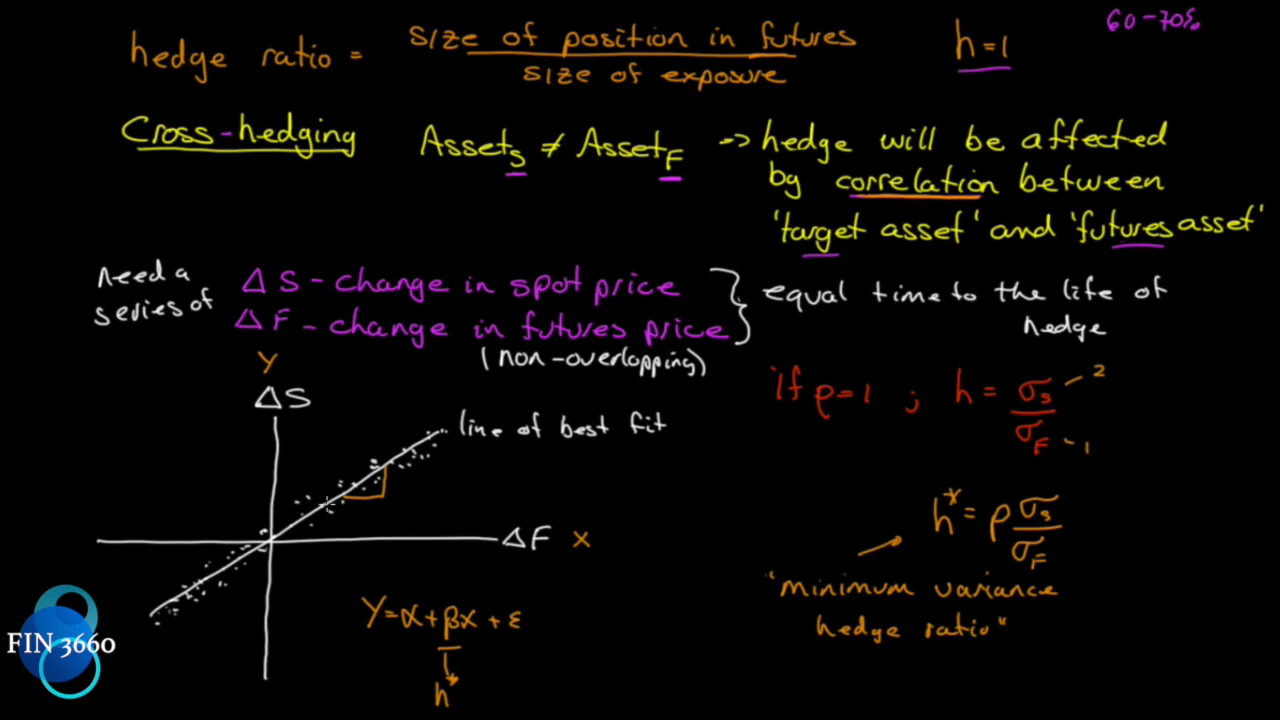 60-70%
hedge ratio = size of position in futures
size of exposure
h=1
Cross-hedging
Asset_S ≠ Asset_F -> hedge will be affected
by correlation between
'target asset' and 'futures asset'
need a
series of
Δ S - change in spot price
Δ F - change in futures price
(non-overlapping)
equal time to the life of
hedge
Y
ΔS
line of best fit
ΔF X
Y=α+βx+ε
h*
if ρ=1 ; h = σ_S
σ_F
2
1
h* = ρ σ_S
σ_F
"minimum variance
hedge ratio"
FIN 3660